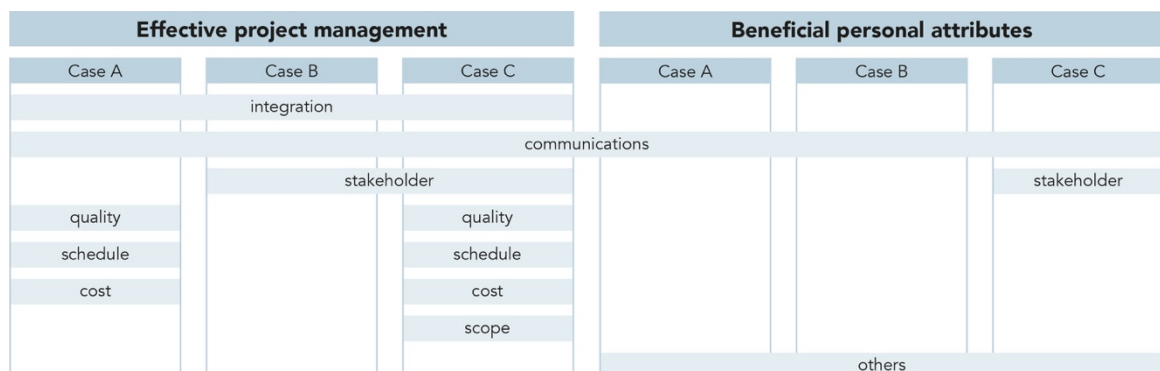 Effective project management
Beneficial personal attributes
Case A
Case B
Case C
Case A
Case B
Case C
integration
communications
stakeholder
stakeholder
quality
quality
schedule
schedule
cost
cost
scope
others